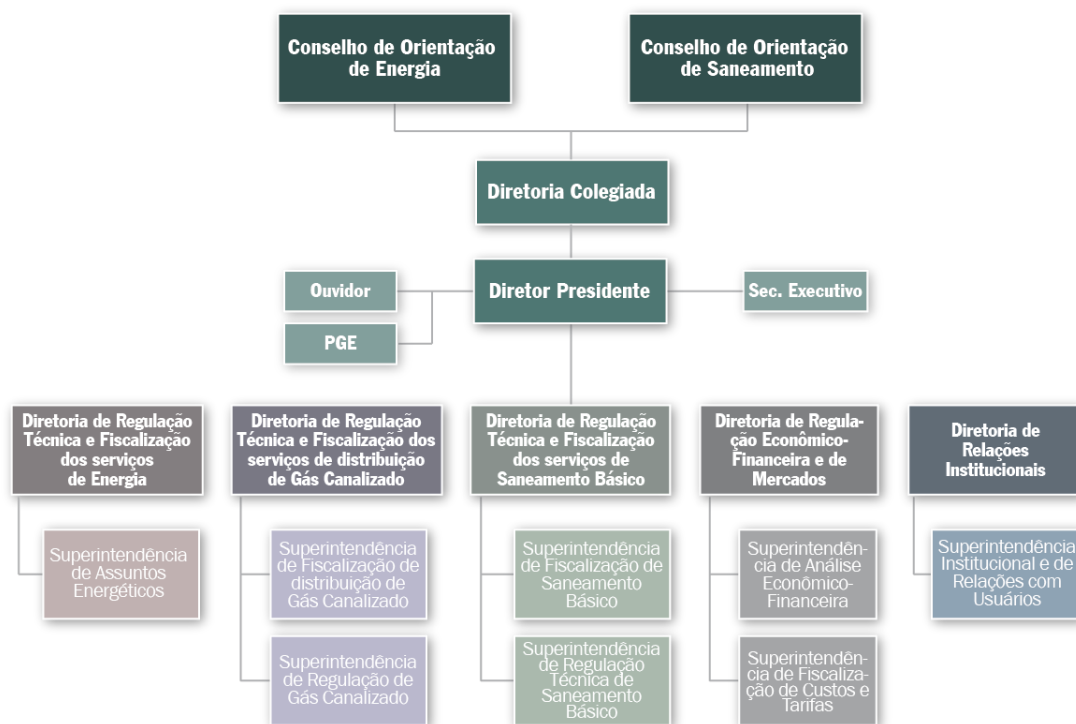 Conselho de Orientação
de Energia
Conselho de Orientação
de Saneamento
Diretoria Colegiada
Ouvidor
Diretor Presidente
Sec. Executivo
PGE
Diretoria de Regulação
Técnica e Fiscalização
dos serviços
de Energia
Diretoria de Regulação
Técnica e Fiscalização dos
serviços de distribuição
de Gás Canalizado
Diretoria de Regulação
Técnica e Fiscalização
dos serviços de
Saneamento Básico
Diretoria de Regula-
ção Econômico-
Financeira e de
Mercados
Diretoria de
Relações
Institucionais
Superintendência
de Assuntos
Energéticos
Superintendência
de Fiscalização de
distribuição de
Gás Canalizado
Superintendência
de Fiscalização de
Saneamento
Básico
Superintendên-
cia de Análise
Econômico-
Financeira
Superintendência
Institucional e de
Relações com
Usuários
Superintendência
de Regulação de
Gás Canalizado
Superintendência
de Regulação
Técnica de
Saneamento
Básico
Superintendên-
cia de Fiscaliza-
ção de Custos e
Tarifas